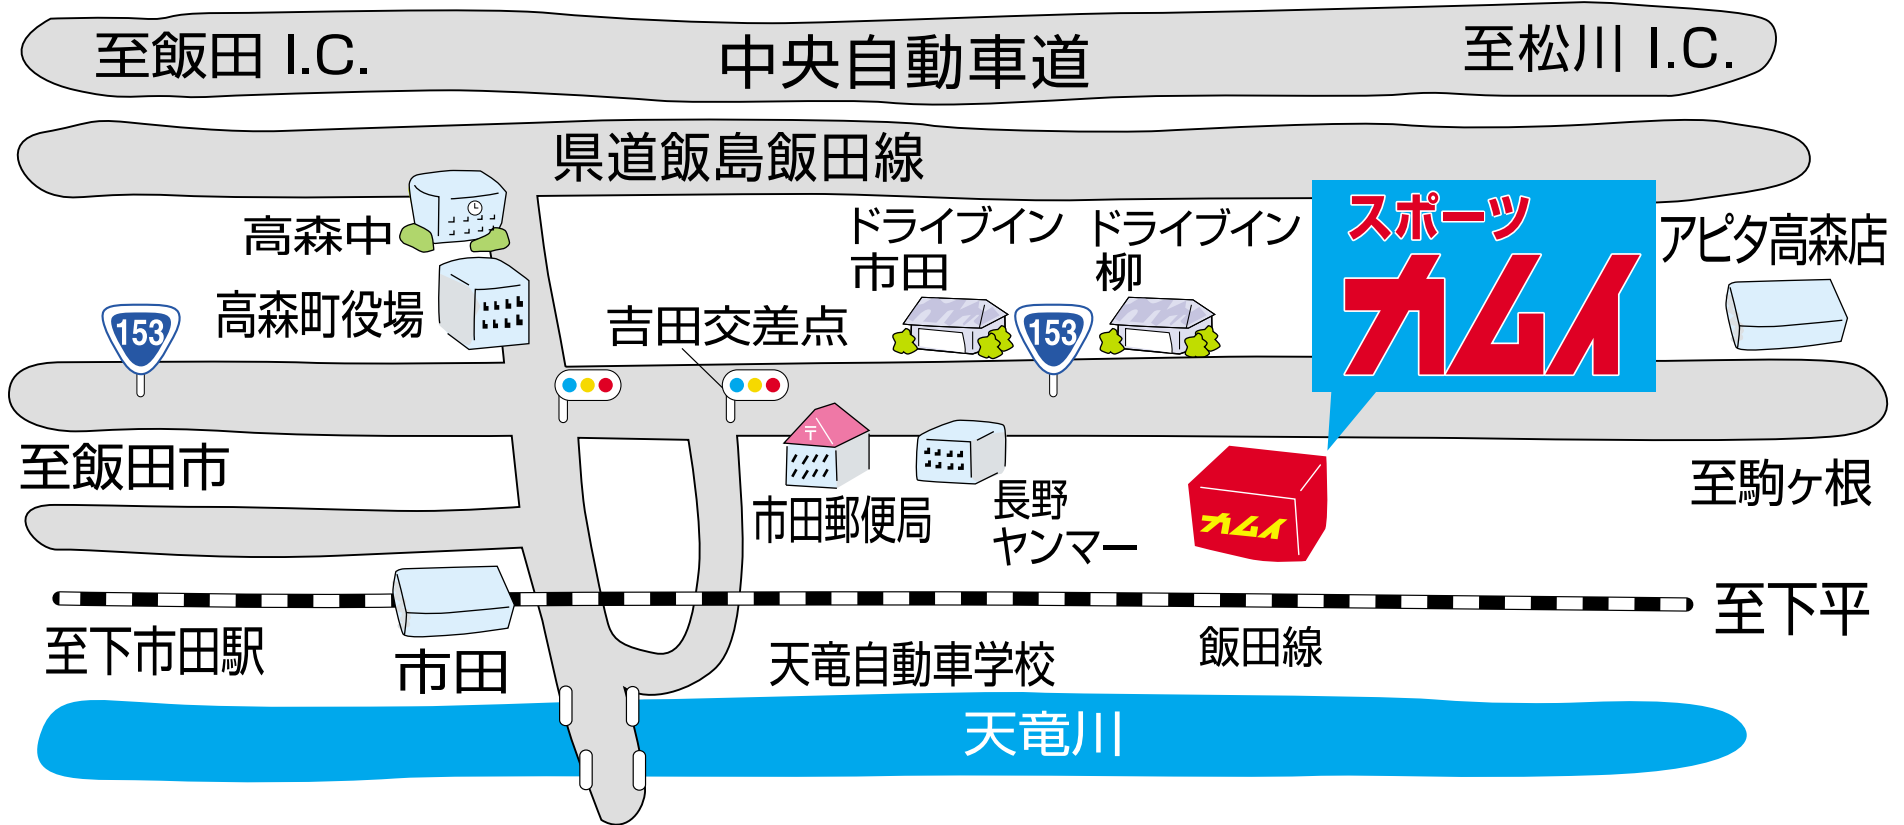 至飯田 I.C.
中央自動車道
至松川 I.C.
県道飯島飯田線
高森中
ドライブイン
市田
ドライブイン
柳
スポーツ
カムイ
アピタ高森店
高森町役場
153
吉田交差点
153
至飯田市
〒
市田郵便局
長野
ヤンマー
カムイ
至駒ヶ根
至下平
至下市田駅
市田
天竜自動車学校
飯田線
天竜川